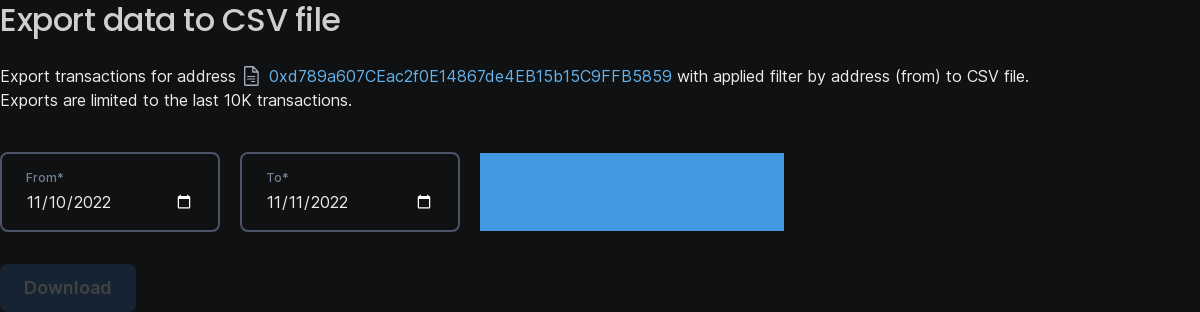 Export data to CSV file
Export transactions for address 0xd789a607CEac2f0E14867de4EB15b15C9FFB5859 with applied filter by address (from) to CSV file.
Exports are limited to the last 10K transactions.
From*
11/10/2022
To*
11/11/2022
Download